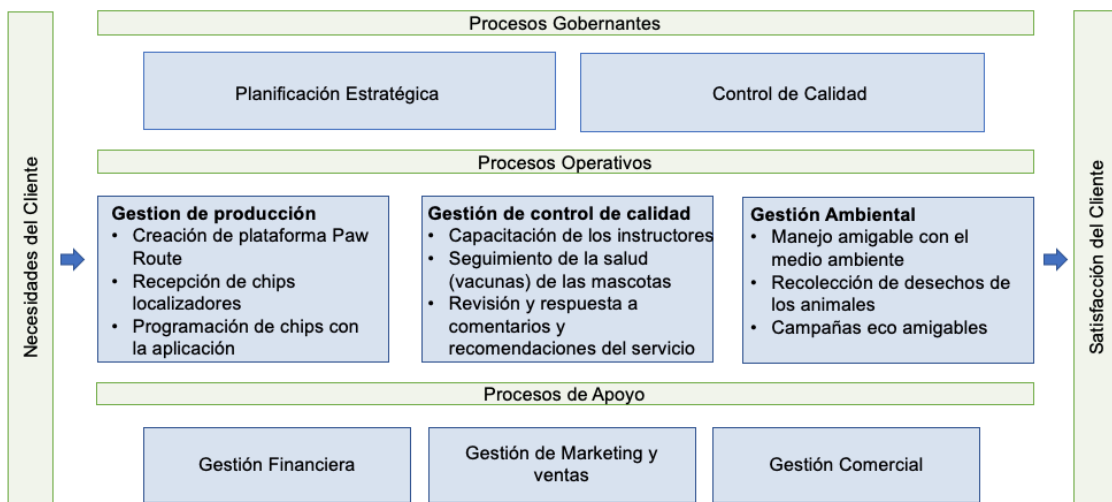 Procesos Gobernantes
Planificación Estratégica
Control de Calidad
Necesidades del Cliente
Procesos Operativos
Gestion de producción
• Creación de plataforma Paw
Route
• Recepción de chips
localizadores
• Programación de chips con
la aplicación
Gestión de control de calidad
• Capacitación de los instructores
• Seguimiento de la salud
(vacunas) de las mascotas
• Revisión y respuesta a
comentarios y
recomendaciones del servicio
Gestión Ambiental
• Manejo amigable con el
medio ambiente
• Recolección de desechos de
los animales
• Campañas eco amigables
Satisfacción del Cliente
Procesos de Apoyo
Gestión Financiera
Gestión de Marketing y
ventas
Gestión Comercial